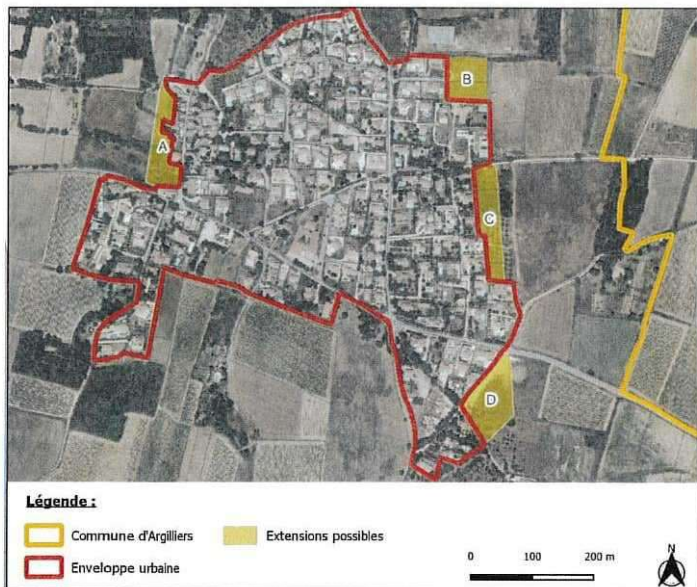 B
A
C
D
Légende :
Commune d'Argilliers
Extensions possibles
Enveloppe urbaine
0 100 200 m
N